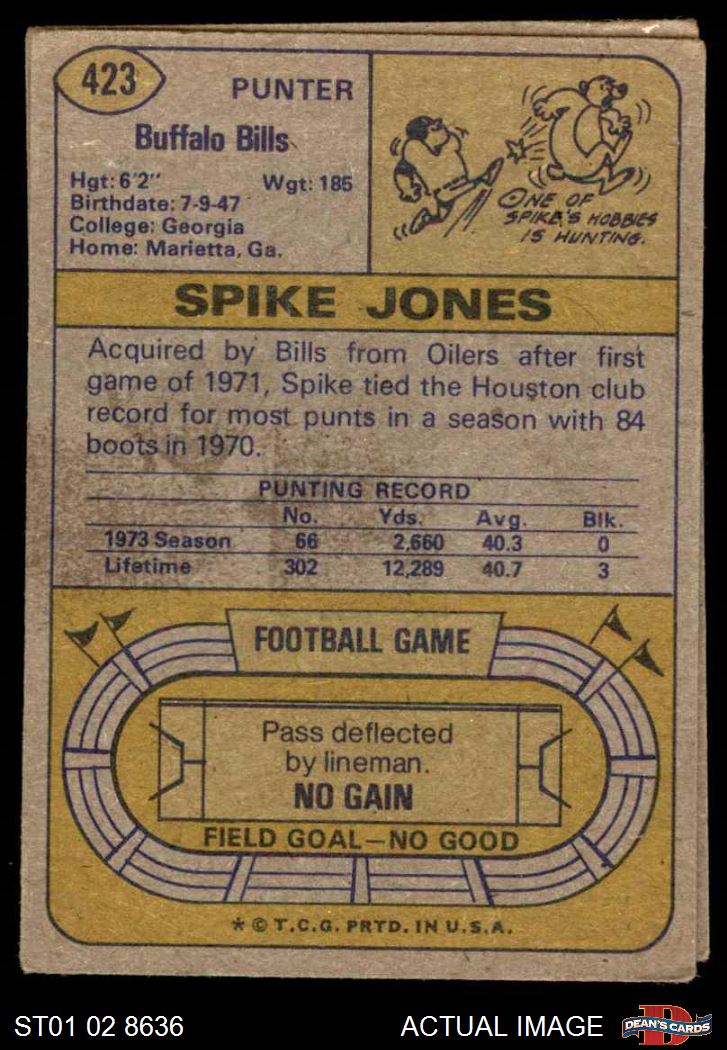 423
PUNTER
Buffalo Bills
Hgt: 6'2" Wgt: 185
Birthdate: 7-9-47
College: Georgia
Home: Marietta, Ga.
ONE OF
SPIKE'S HOBBIES
IS HUNTING.
SPIKE JONES
Acquired by Bills from Oilers after first
game of 1971, Spike tied the Houston club
record for most punts in a season with 84
boots in 1970.
PUNTING RECORD
No. Yds. Avg. Blk.
1973 Season 66 2,660 40.3 0
Lifetime 302 12,289 40.7 3
FOOTBALL GAME
Pass deflected
by lineman.
NO GAIN
FIELD GOAL—NO GOOD
* © T.C.G. PRTD. IN U.S.A.
ST01 02 8636 ACTUAL IMAGE
D
DEAN'S CARDS